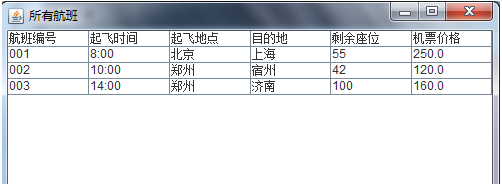 所有航班
航班编号 起飞时间 起飞地点 目的地 剩余座位 机票价格
001 8:00 北京 上海 55 250.0
002 10:00 郑州 宿州 42 120.0
003 14:00 郑州 济南 100 160.0